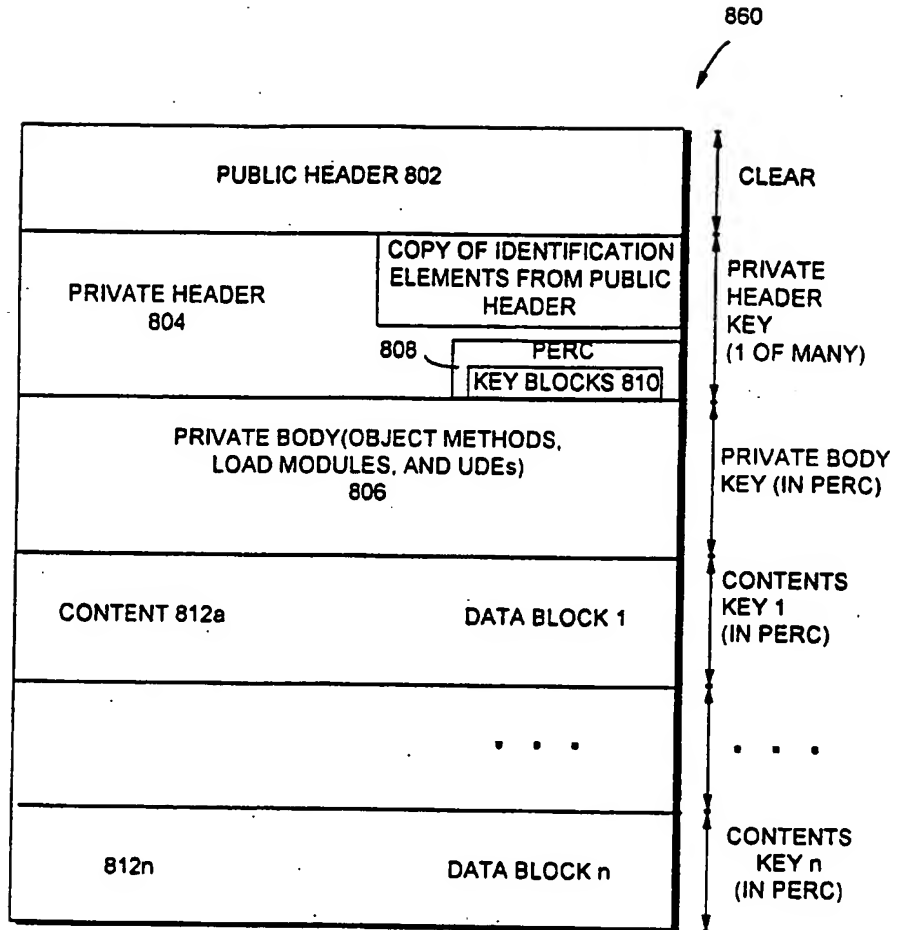 860
PUBLIC HEADER 802
CLEAR
COPY OF IDENTIFICATION
ELEMENTS FROM PUBLIC
HEADER
PRIVATE HEADER
804
PRIVATE
HEADER
KEY
(1 OF MANY)
808
PERC
KEY BLOCKS 810
PRIVATE BODY(OBJECT METHODS,
LOAD MODULES, AND UDEs)
806
PRIVATE BODY
KEY (IN PERC)
CONTENT 812a
DATA BLOCK 1
CONTENTS
KEY 1
(IN PERC)
. . .
. . .
812n
DATA BLOCK n
CONTENTS
KEY n
(IN PERC)